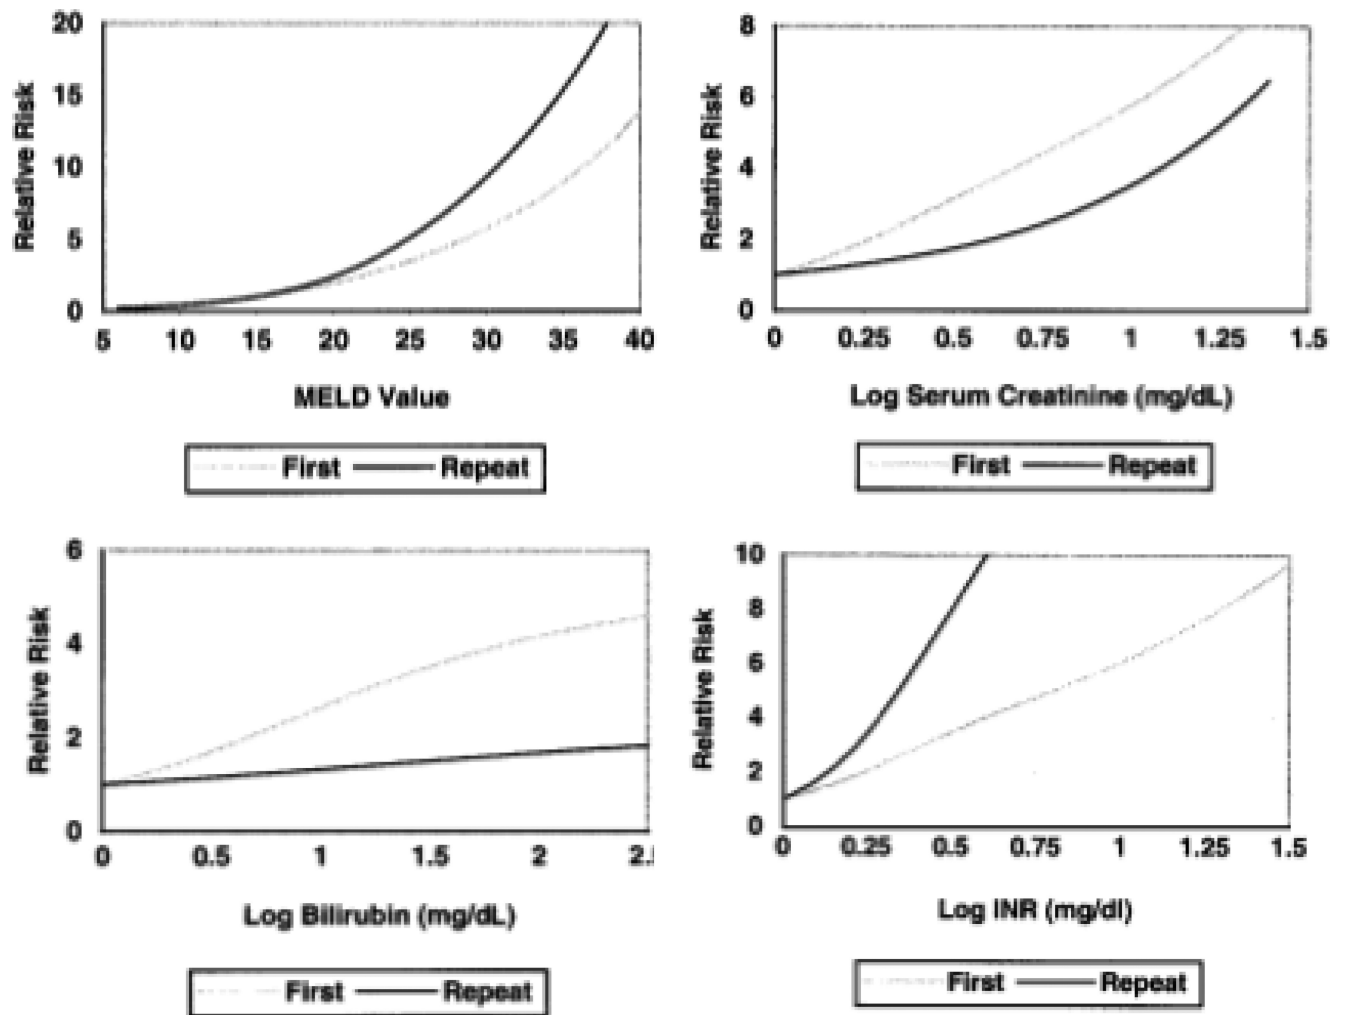 20
15
10
5
0
Relative Risk
5 10 15 20 25 30 35 40
MELD Value
First Repeat
8
6
4
2
0
Relative Risk
0 0.25 0.5 0.75 1 1.25 1.5
Log Serum Creatinine (mg/dL)
First Repeat
6
4
2
0
Relative Risk
0 0.5 1 1.5 2 2.
Log Bilirubin (mg/dL)
First Repeat
10
8
6
4
2
0
Relative Risk
0 0.25 0.5 0.75 1 1.25 1.5
Log INR (mg/dl)
First Repeat